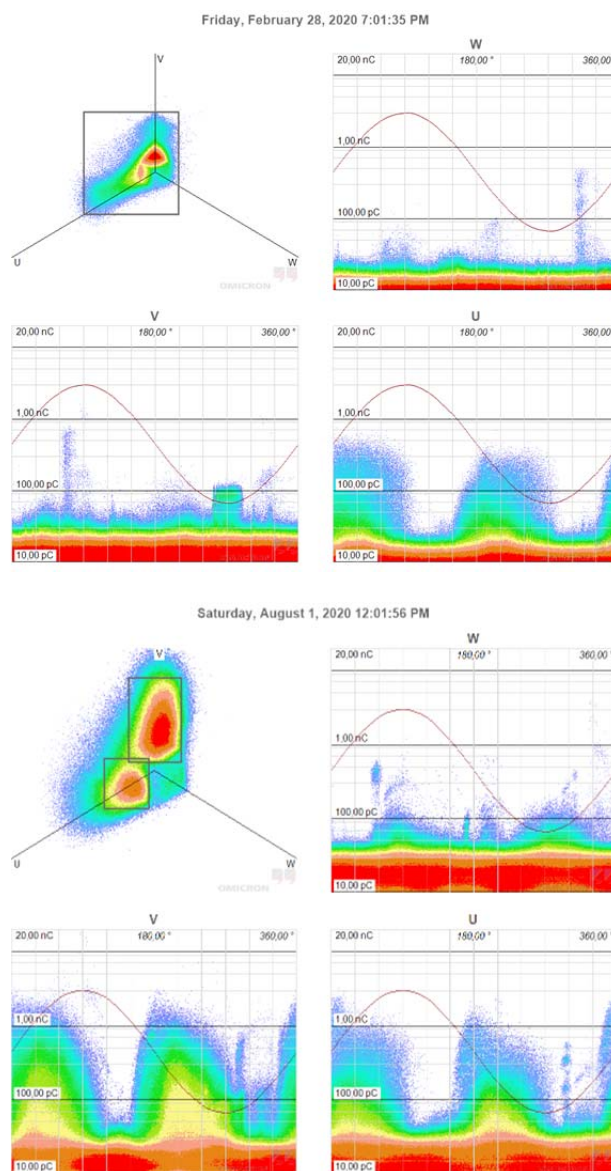 Friday, February 28, 2020 7:01:35 PM
V
U
W
OMICRON
W
20,00 nC
180,00 °
360,00 °
1,00 nC
100,00 pC
10,00 pC
V
20,00 nC
180,00 °
360,00 °
1,00 nC
100,00 pC
10,00 pC
U
20,00 nC
180,00 °
360,00 °
1,00 nC
100,00 pC
10,00 pC
Saturday, August 1, 2020 12:01:56 PM
V
U
W
OMICRON
W
20,00 nC
180,00 °
360,00 °
1,00 nC
100,00 pC
10,00 pC
V
20,00 nC
180,00 °
360,00 °
1,00 nC
100,00 pC
10,00 pC
U
20,00 nC
180,00 °
360,00 °
1,00 nC
100,00 pC
10,00 pC